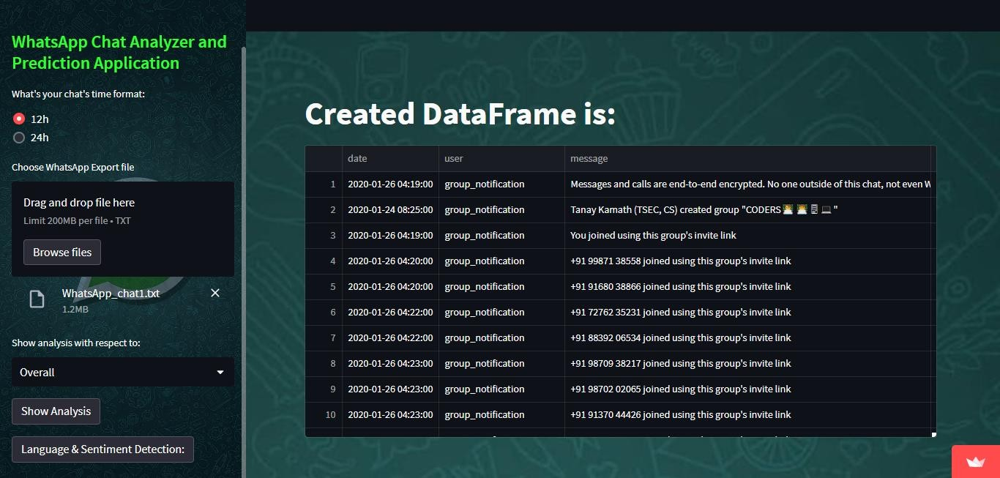 WhatsApp Chat Analyzer and
Prediction Application
What's your chat's time format:
12h
24h
Choose WhatsApp Export file
Drag and drop file here
Limit 200MB per file • TXT
Browse files
WhatsApp_chat1.txt
1.2MB
Show analysis with respect to:
Overall
Show Analysis
Language & Sentiment Detection:
Created DataFrame is:
date user message
1 2020-01-26 04:19:00 group_notification Messages and calls are end-to-end encrypted. No one outside of this chat, not even W
2 2020-01-24 08:25:00 group_notification Tanay Kamath (TSEC, CS) created group "CODERS👨‍💻 👨‍💻 🖥 💻 "
3 2020-01-26 04:19:00 group_notification You joined using this group's invite link
4 2020-01-26 04:20:00 group_notification +91 99871 38558 joined using this group's invite link
5 2020-01-26 04:20:00 group_notification +91 91680 38866 joined using this group's invite link
6 2020-01-26 04:22:00 group_notification +91 72762 35231 joined using this group's invite link
7 2020-01-26 04:22:00 group_notification +91 88392 06534 joined using this group's invite link
8 2020-01-26 04:23:00 group_notification +91 98709 38217 joined using this group's invite link
9 2020-01-26 04:23:00 group_notification +91 98702 02065 joined using this group's invite link
10 2020-01-26 04:23:00 group_notification +91 91370 44426 joined using this group's invite link